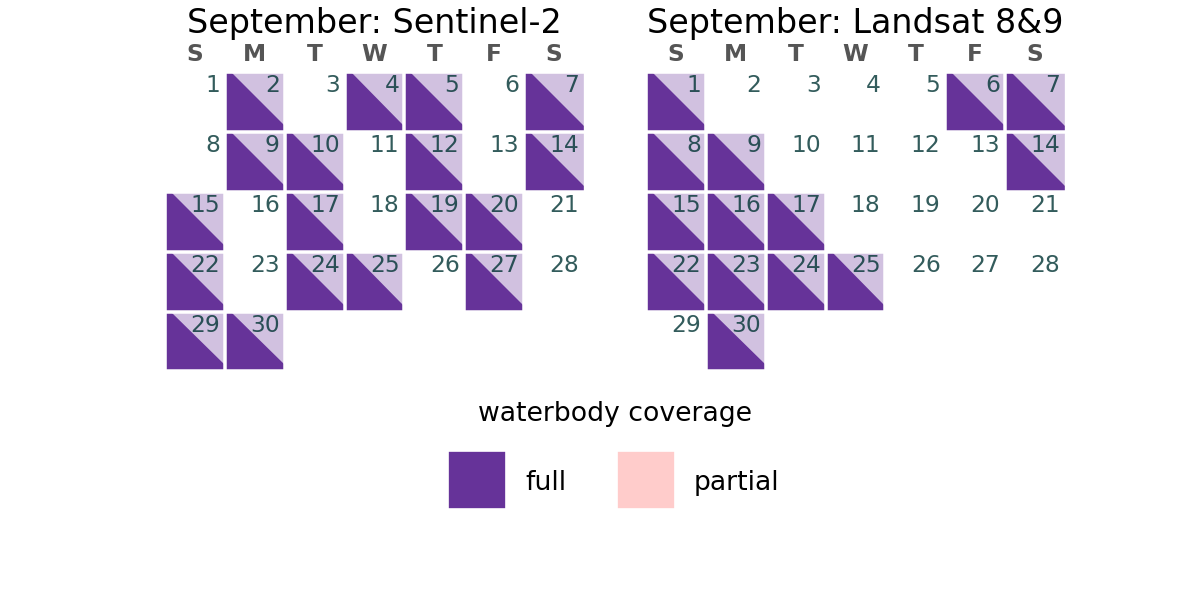 September: Sentinel-2
S M T W T F S
1 2 3 4 5 6 7
8 9 10 11 12 13 14
15 16 17 18 19 20 21
22 23 24 25 26 27 28
29 30
September: Landsat 8&9
S M T W T F S
1 2 3 4 5 6 7
8 9 10 11 12 13 14
15 16 17 18 19 20 21
22 23 24 25 26 27 28
29 30
waterbody coverage
full partial